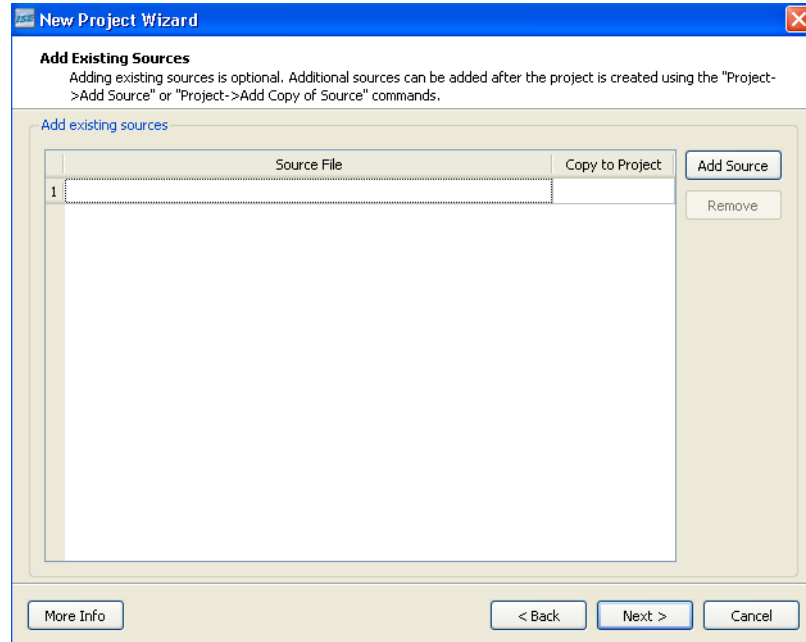 ISE New Project Wizard
Add Existing Sources
Adding existing sources is optional. Additional sources can be added after the project is created using the "Project-
>Add Source" or "Project->Add Copy of Source" commands.
Add existing sources
Source File Copy to Project Add Source
1
Remove
More Info < Back Next > Cancel